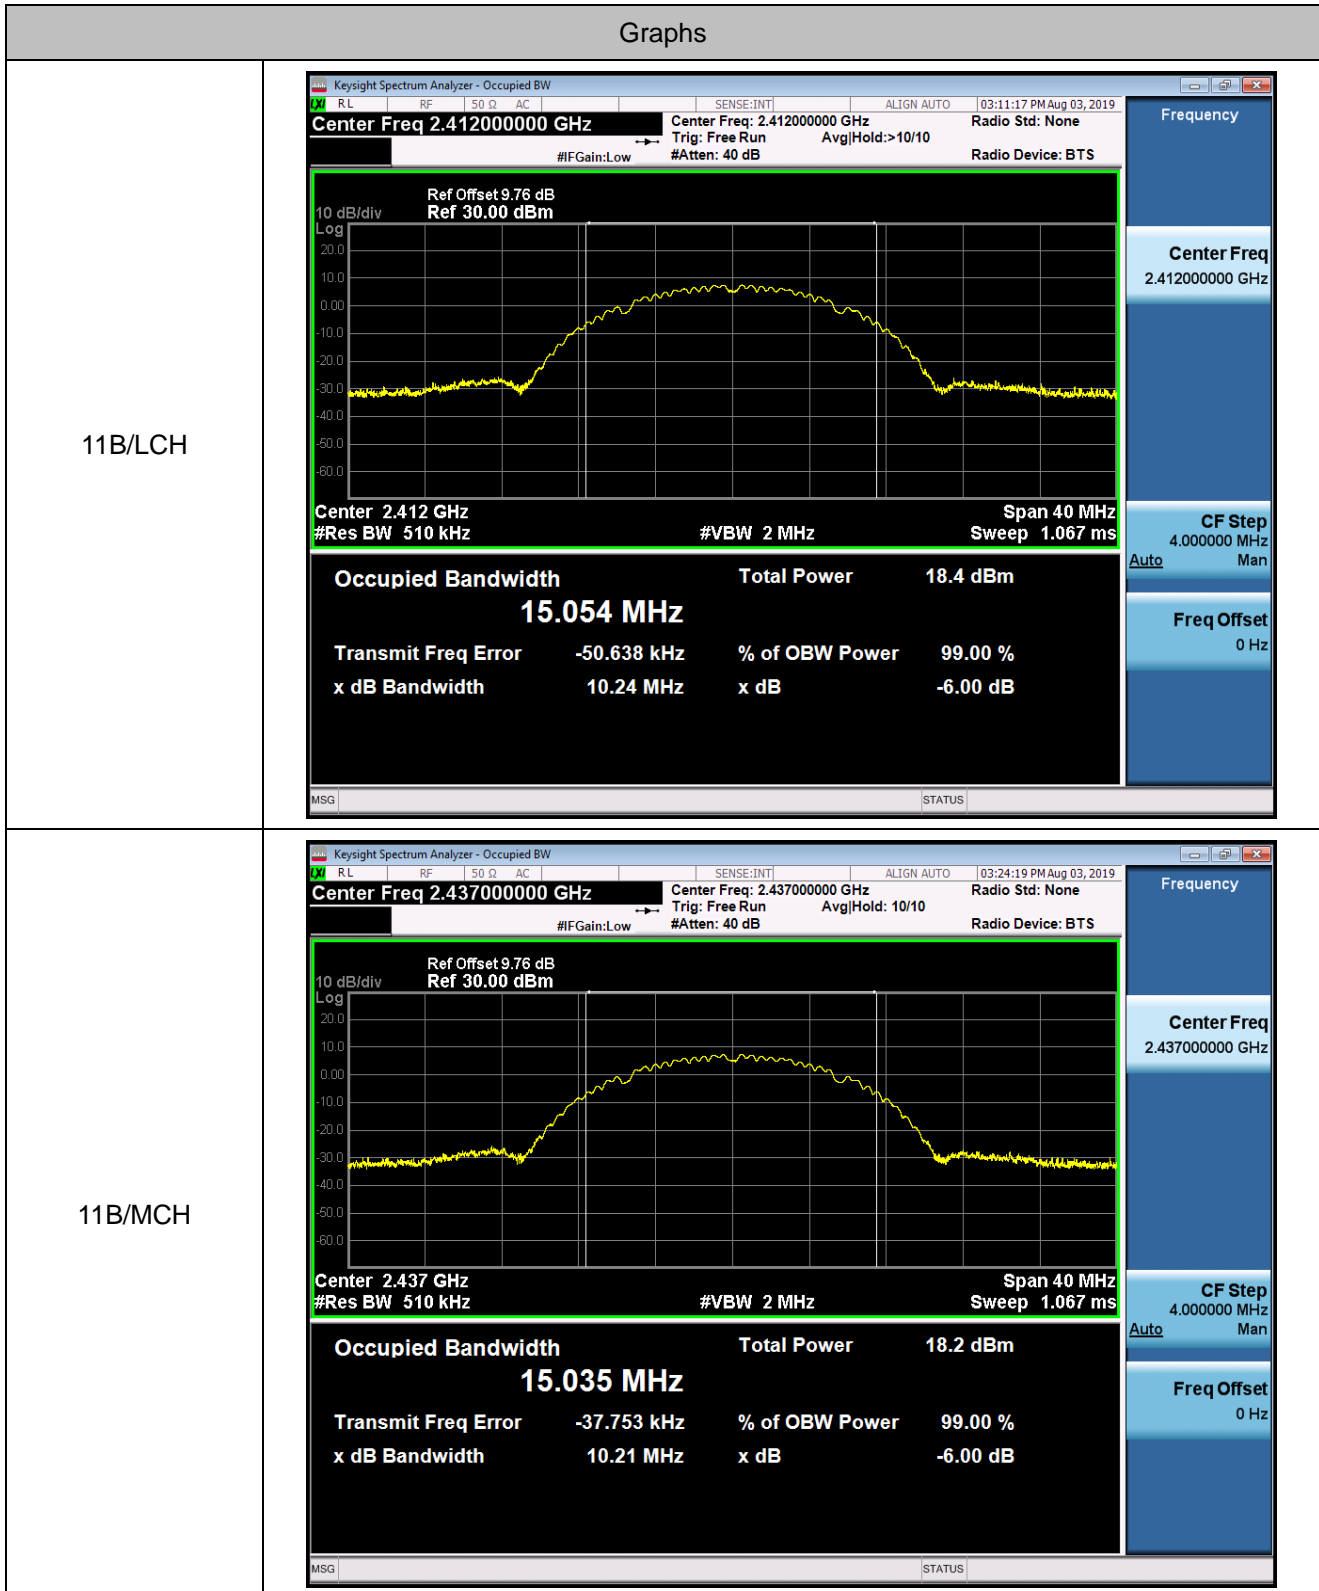 Graphs
11B/LCH
Keysight Spectrum Analyzer - Occupied BW
LXI RL RF 50 Ω AC SENSE:INT ALIGN AUTO 03:11:17 PM Aug 03, 2019
Center Freq 2.412000000 GHz
Center Freq: 2.412000000 GHz Radio Std: None
Trig: Free Run Avg|Hold:>10/10
#IFGain:Low #Atten: 40 dB Radio Device: BTS
Frequency
Ref Offset 9.76 dB
10 dB/div Ref 30.00 dBm
Log
20.0
10.0
0.00
-10.0
-20.0
-30.0
-40.0
-50.0
-60.0
Center 2.412 GHz Span 40 MHz
#Res BW 510 kHz #VBW 2 MHz Sweep 1.067 ms
Occupied Bandwidth Total Power 18.4 dBm
15.054 MHz
Transmit Freq Error -50.638 kHz % of OBW Power 99.00 %
x dB Bandwidth 10.24 MHz x dB -6.00 dB
Center Freq
2.412000000 GHz
CF Step
4.000000 MHz
Auto Man
Freq Offset
0 Hz
MSG STATUS
11B/MCH
Keysight Spectrum Analyzer - Occupied BW
LXI RL RF 50 Ω AC SENSE:INT ALIGN AUTO 03:24:19 PM Aug 03, 2019
Center Freq 2.437000000 GHz
Center Freq: 2.437000000 GHz Radio Std: None
Trig: Free Run Avg|Hold: 10/10
#IFGain:Low #Atten: 40 dB Radio Device: BTS
Frequency
Ref Offset 9.76 dB
10 dB/div Ref 30.00 dBm
Log
20.0
10.0
0.00
-10.0
-20.0
-30.0
-40.0
-50.0
-60.0
Center 2.437 GHz Span 40 MHz
#Res BW 510 kHz #VBW 2 MHz Sweep 1.067 ms
Occupied Bandwidth Total Power 18.2 dBm
15.035 MHz
Transmit Freq Error -37.753 kHz % of OBW Power 99.00 %
x dB Bandwidth 10.21 MHz x dB -6.00 dB
Center Freq
2.437000000 GHz
CF Step
4.000000 MHz
Auto Man
Freq Offset
0 Hz
MSG STATUS